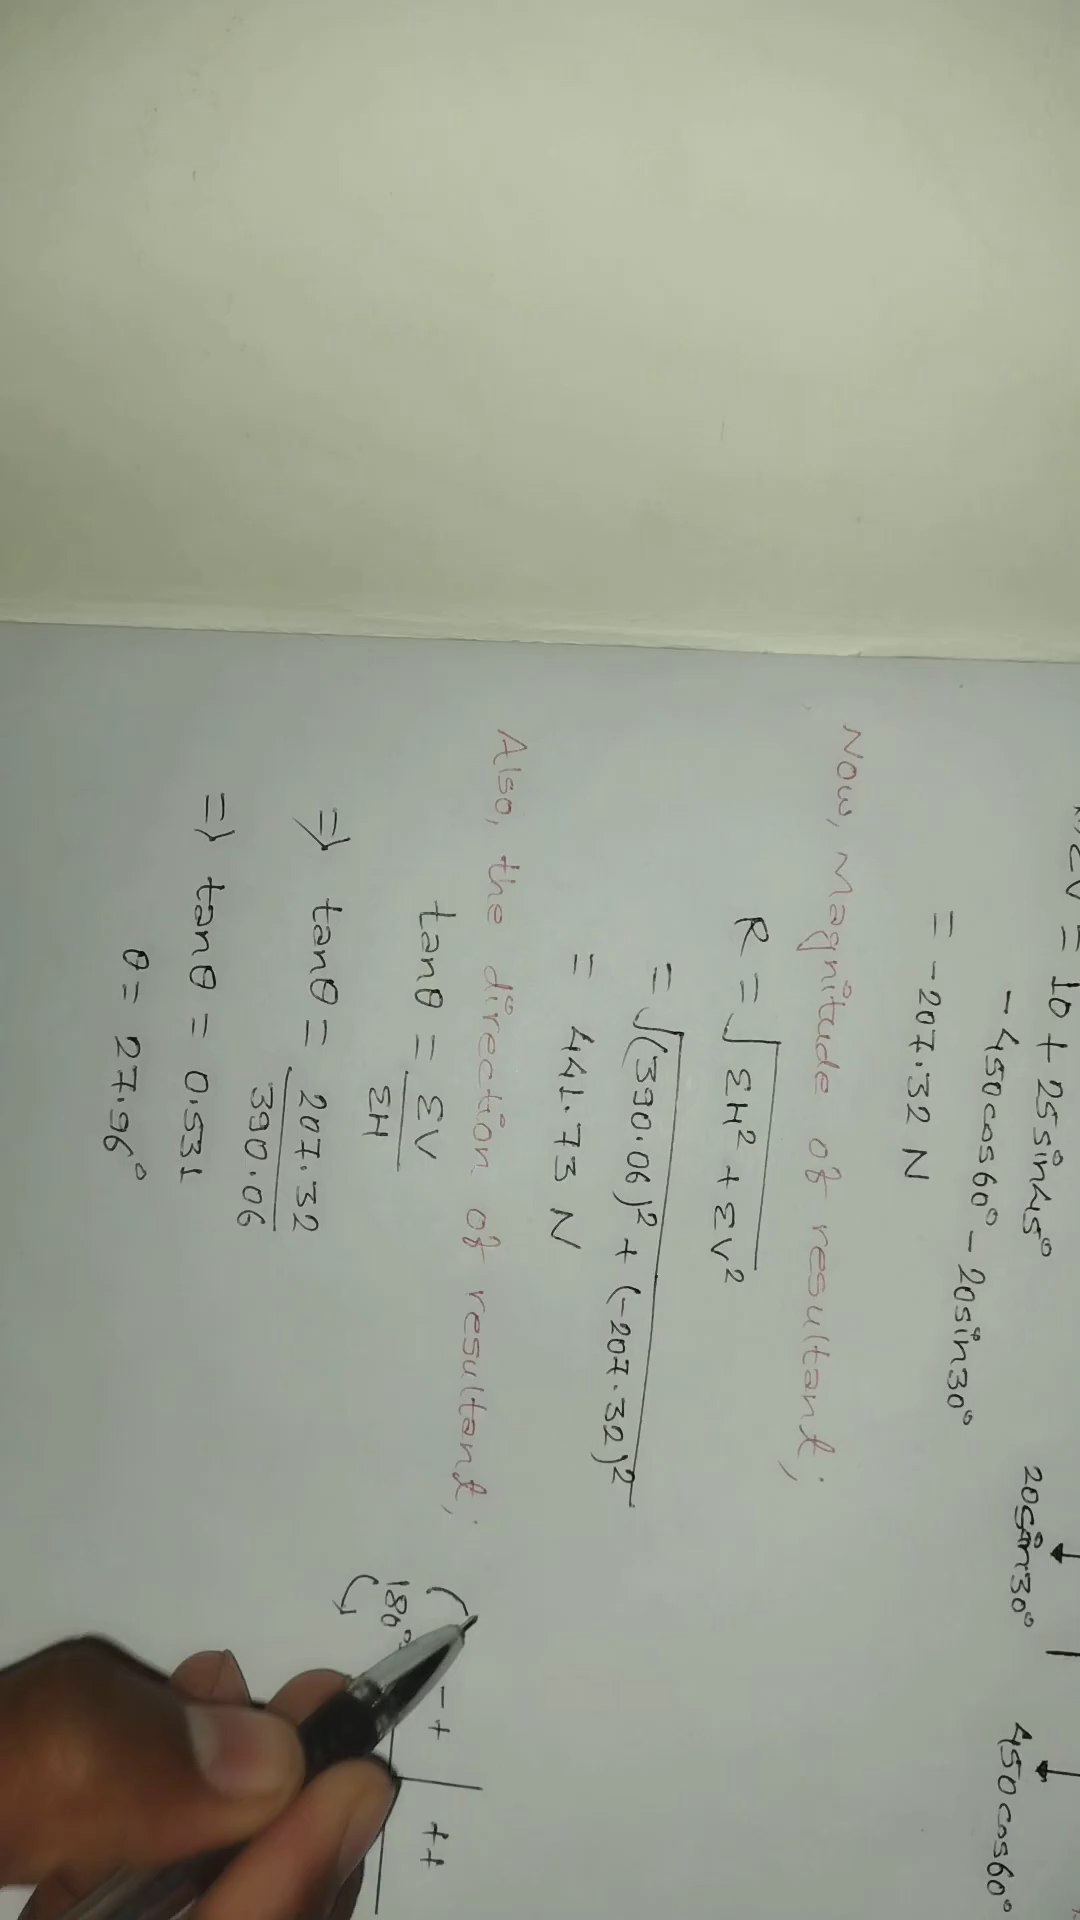 ΣV = 10 + 25sin45°
- 450cos60° - 20sin30°
= -207.32 N
20sin30°
450cos60°
Now, Magnitude of resultant;
R = √ΣH² + ΣV²
= √(390.06)² + (-207.32)²
= 441.73 N
Also, the direction of resultant;
tanθ = ΣV/ΣH
⇒ tanθ = 207.32/390.06
⇒ tanθ = 0.531
θ = 27.96°
- +
+ +
180°